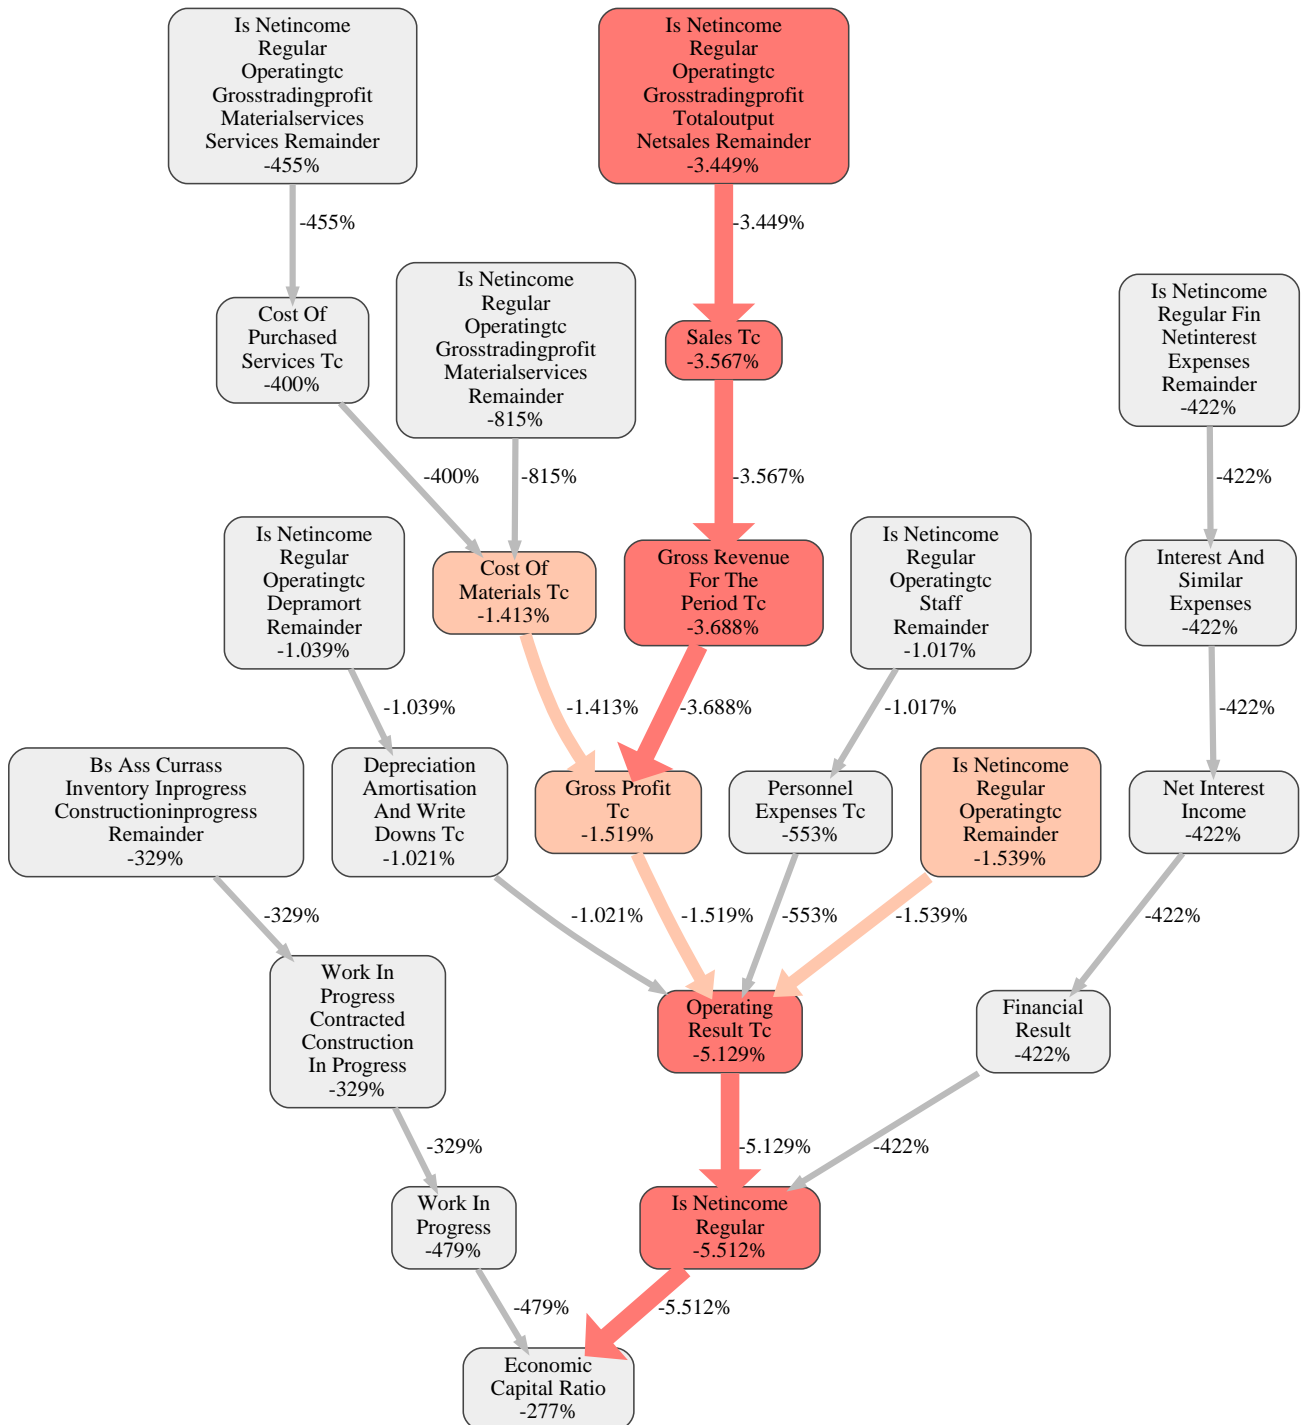 Is Netincome
Regular
Operatingtc
Grosstradingprofit
Materialservices
Services Remainder
-455%
Is Netincome
Regular
Operatingtc
Grosstradingprofit
Totaloutput
Netsales Remainder
-3.449%
-455%
-3.449%
Cost Of
Purchased
Services Tc
-400%
Is Netincome
Regular
Operatingtc
Grosstradingprofit
Materialservices
Remainder
-815%
Sales Tc
-3.567%
Is Netincome
Regular Fin
Netinterest
Expenses
Remainder
-422%
-400%
-815%
-3.567%
-422%
Is Netincome
Regular
Operatingtc
Depramort
Remainder
-1.039%
Cost Of
Materials Tc
-1.413%
Gross Revenue
For The
Period Tc
-3.688%
Is Netincome
Regular
Operatingtc
Staff
Remainder
-1.017%
Interest And
Similar
Expenses
-422%
-1.039%
-1.413%
-3.688%
-1.017%
-422%
Bs Ass Currass
Inventory Inprogress
Constructioninprogress
Remainder
-329%
Depreciation
Amortisation
And Write
Downs Tc
-1.021%
Gross Profit
Tc
-1.519%
Personnel
Expenses Tc
-553%
Is Netincome
Regular
Operatingtc
Remainder
-1.539%
Net Interest
Income
-422%
-329%
-1.021%
-1.519%
-553%
-1.539%
-422%
Work In
Progress
Contracted
Construction
In Progress
-329%
Operating
Result Tc
-5.129%
Financial
Result
-422%
-329%
-5.129%
-422%
Work In
Progress
-479%
Is Netincome
Regular
-5.512%
-479%
-5.512%
Economic
Capital Ratio
-277%